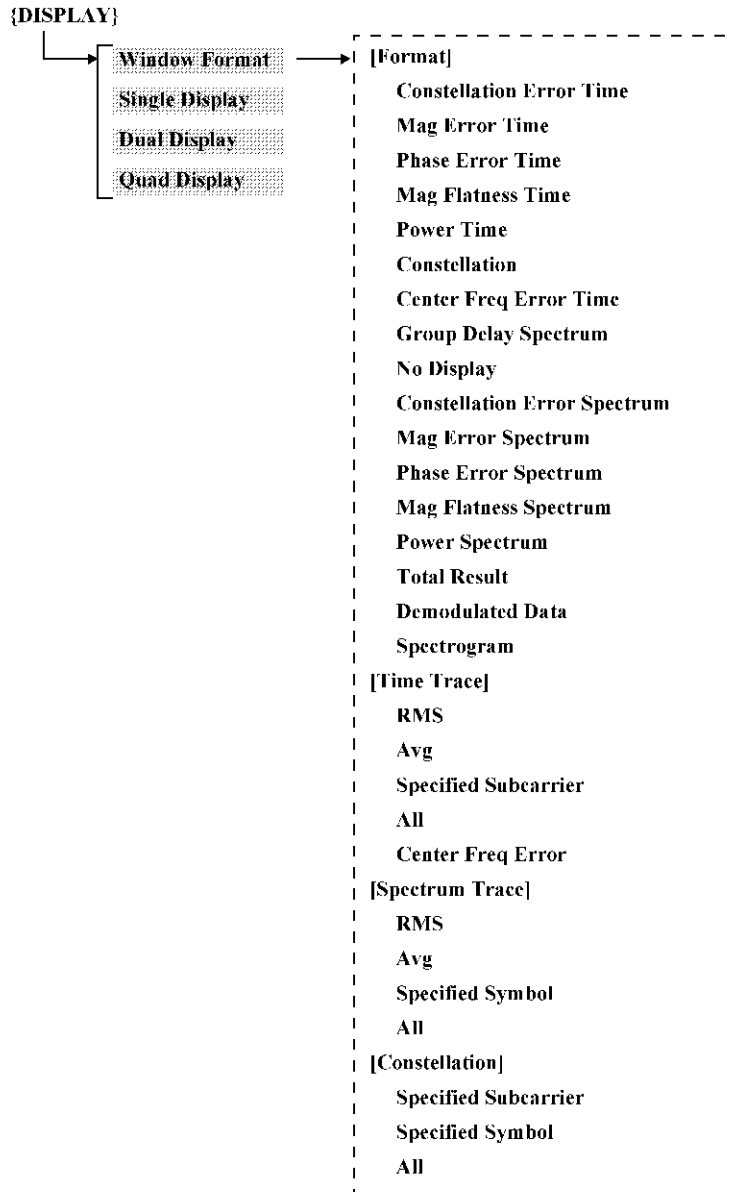 {DISPLAY}
Window Format
Single Display
Dual Display
Quad Display
[Format]
Constellation Error Time
Mag Error Time
Phase Error Time
Mag Flatness Time
Power Time
Constellation
Center Freq Error Time
Group Delay Spectrum
No Display
Constellation Error Spectrum
Mag Error Spectrum
Phase Error Spectrum
Mag Flatness Spectrum
Power Spectrum
Total Result
Demodulated Data
Spectrogram
[Time Trace]
RMS
Avg
Specified Subcarrier
All
Center Freq Error
[Spectrum Trace]
RMS
Avg
Specified Symbol
All
[Constellation]
Specified Subcarrier
Specified Symbol
All